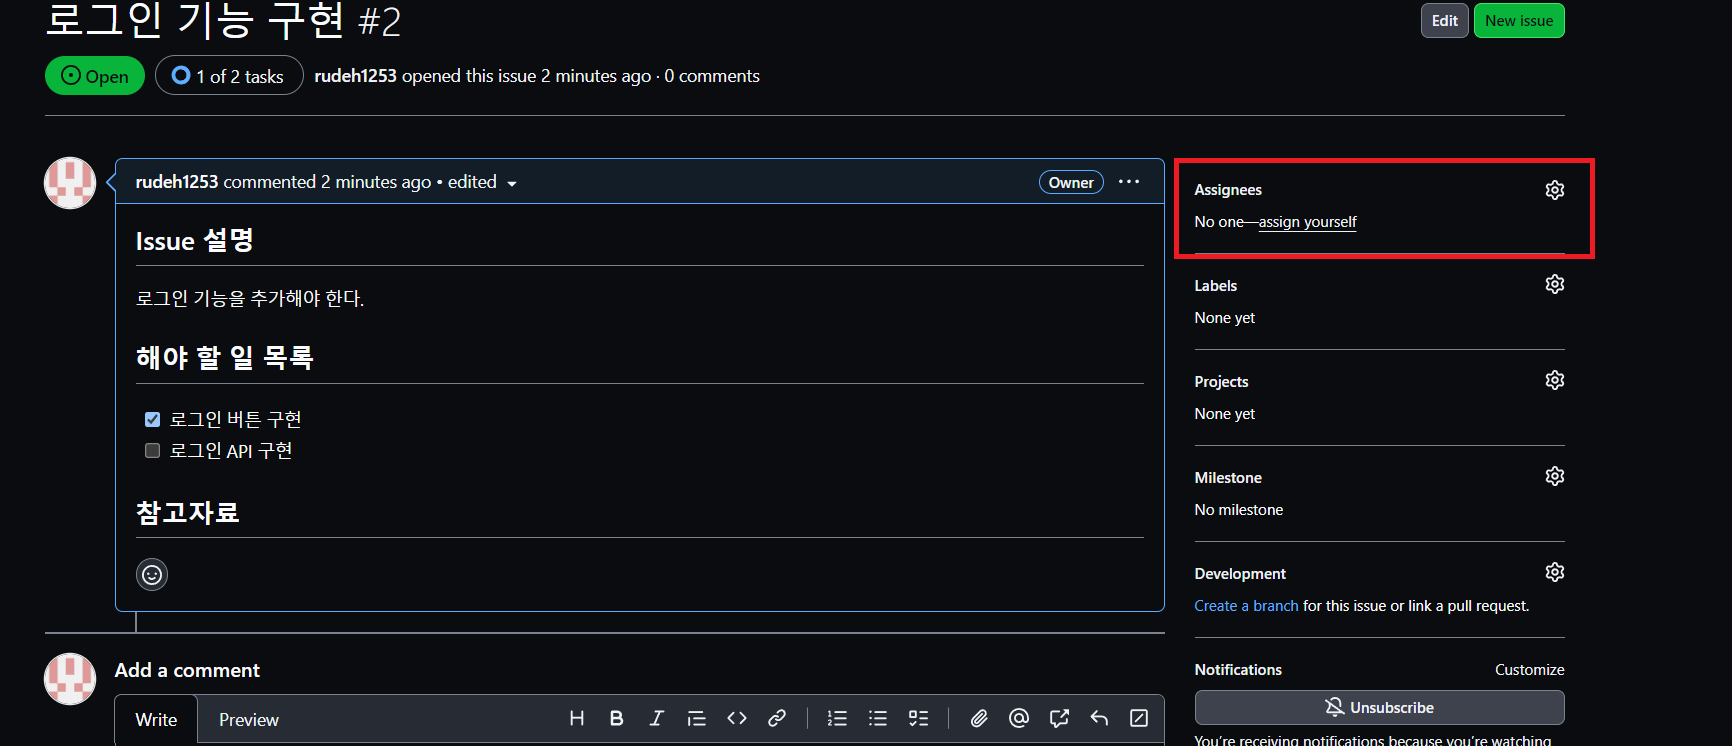 로그인 기능 구현 #2
Edit
New issue
Open
1 of 2 tasks
rudeh1253 opened this issue 2 minutes ago · 0 comments
rudeh1253 commented 2 minutes ago • edited
Owner
Issue 설명
로그인 기능을 추가해야 한다.
해야 할 일 목록
로그인 버튼 구현
로그인 API 구현
참고자료
Assignees
No one—assign yourself
Labels
None yet
Projects
None yet
Milestone
No milestone
Development
Create a branch for this issue or link a pull request.
Notifications
Customize
Unsubscribe
You're receiving notifications because you're watching
Add a comment
Write
Preview